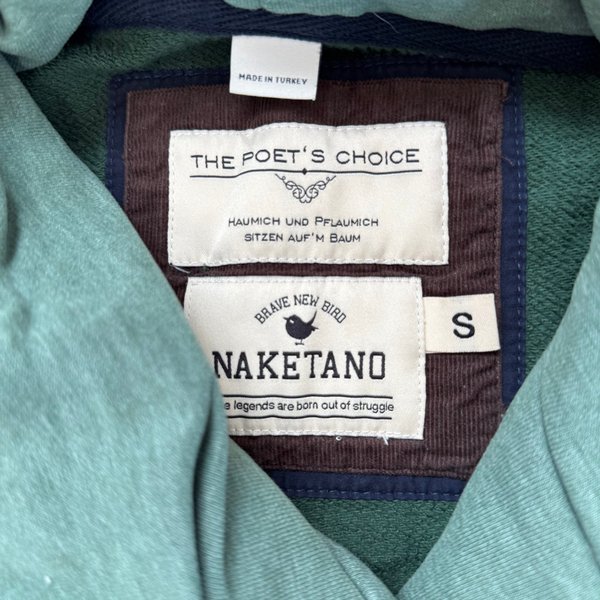 MADE IN TURKEY
THE POET'S CHOICE
HAUMICH UND PFLAUMICH
SITZEN AUF'M BAUM
BRAVE NEW BIRD
S
NAKETANO
legends are born out of struggle